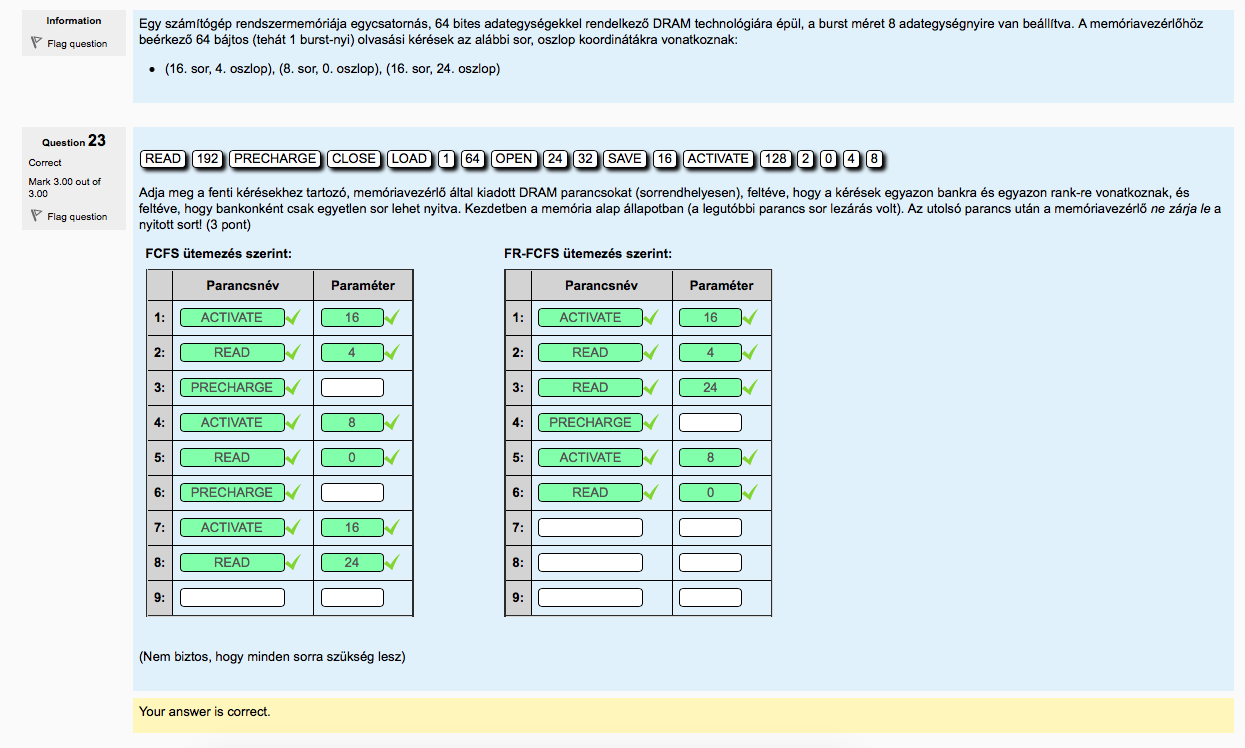 Information
Flag question
Egy számítógép rendszermemóriája egycsatornás, 64 bites adategységekkel rendelkező DRAM technológiára épül, a burst méret 8 adategységnyire van beállítva. A memóriavezérlőhöz
beérkező 64 bájtos (tehát 1 burst-nyi) olvasási kérések az alábbi sor, oszlop koordinátákra vonatkoznak:
• (16. sor, 4. oszlop), (8. sor, 0. oszlop), (16. sor, 24. oszlop)
Question 23
Correct
Mark 3.00 out of
3.00
Flag question
READ 192 PRECHARGE CLOSE LOAD 1 64 OPEN 24 32 SAVE 16 ACTIVATE 128 2 0 4 8
Adja meg a fenti kérésekhez tartozó, memóriavezérlő által kiadott DRAM parancsokat (sorrendhelyesen), feltéve, hogy a kérések egyazon bankra és egyazon rank-re vonatkoznak, és
feltéve, hogy bankonként csak egyetlen sor lehet nyitva. Kezdetben a memória alap állapotban (a legutóbbi parancs sor lezárás volt). Az utolsó parancs után a memóriavezérlő ne zárja le a
nyitott sort! (3 pont)
FCFS ütemezés szerint:
Parancsnév Paraméter
1: ACTIVATE 16
2: READ 4
3: PRECHARGE
4: ACTIVATE 8
5: READ 0
6: PRECHARGE
7: ACTIVATE 16
8: READ 24
9:
FR-FCFS ütemezés szerint:
Parancsnév Paraméter
1: ACTIVATE 16
2: READ 4
3: READ 24
4: PRECHARGE
5: ACTIVATE 8
6: READ 0
7:
8:
9:
(Nem biztos, hogy minden sorra szükség lesz)
Your answer is correct.